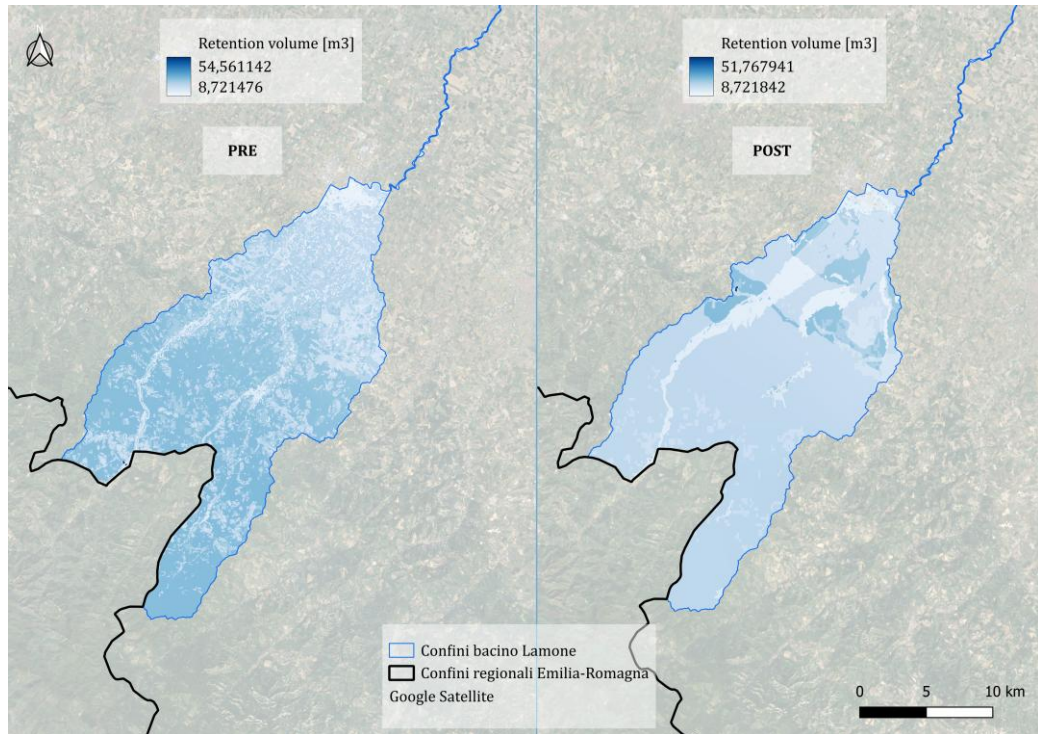 Retention volume [m3]
54,561142
8,721476
PRE
Retention volume [m3]
51,767941
8,721842
POST
Confini bacino Lamone
Confini regionali Emilia-Romagna
Google Satellite
0 5 10 km